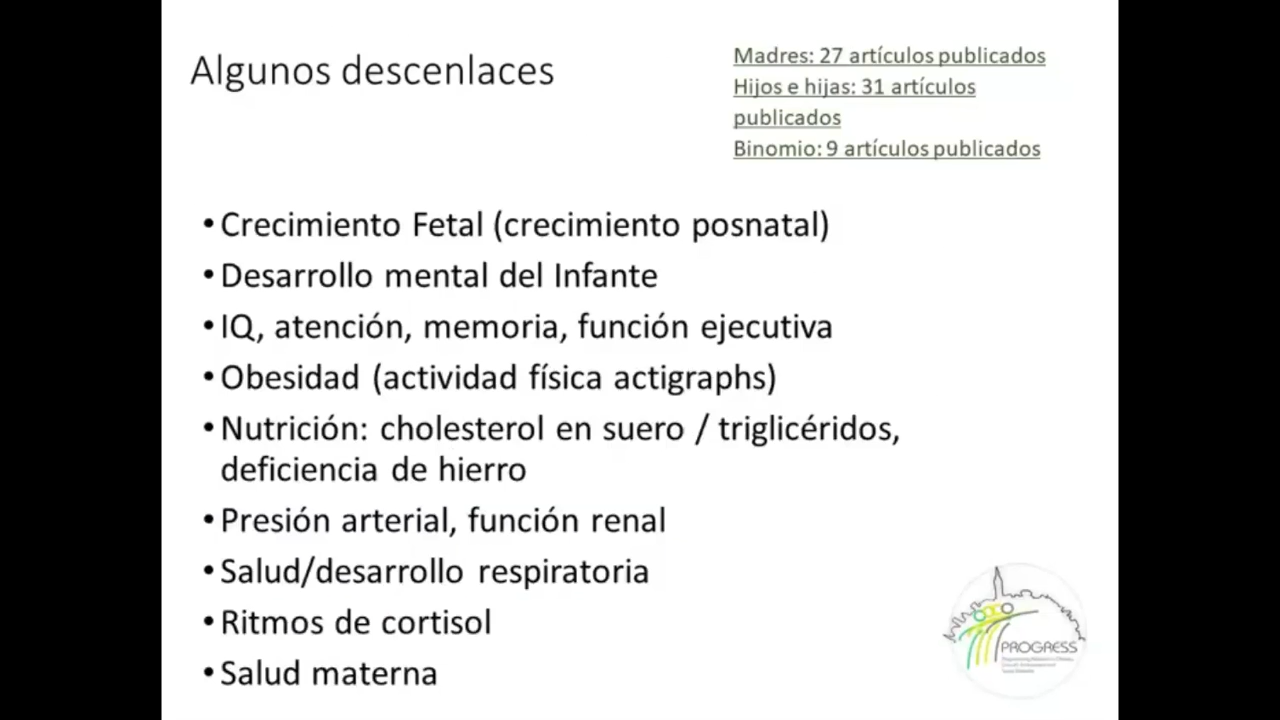 Algunos descenlaces
Madres: 27 artículos publicados
Hijos e hijas: 31 artículos
publicados
Binomio: 9 artículos publicados
•Crecimiento Fetal (crecimiento posnatal)
•Desarrollo mental del Infante
•IQ, atención, memoria, función ejecutiva
•Obesidad (actividad física actigraphs)
•Nutrición: cholesterol en suero / triglicéridos,
deficiencia de hierro
•Presión arterial, función renal
•Salud/desarrollo respiratoria
•Ritmos de cortisol
•Salud materna
PROGRESS